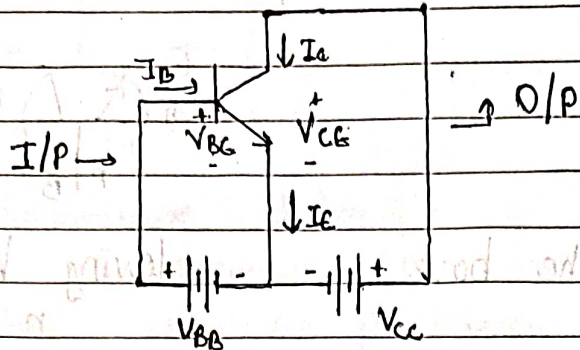 ↓ Ic
IB →
+ VBE -
+ VCE -
→ O/P
I/P →
↓ IE
+ -
- +
VBB
VCC